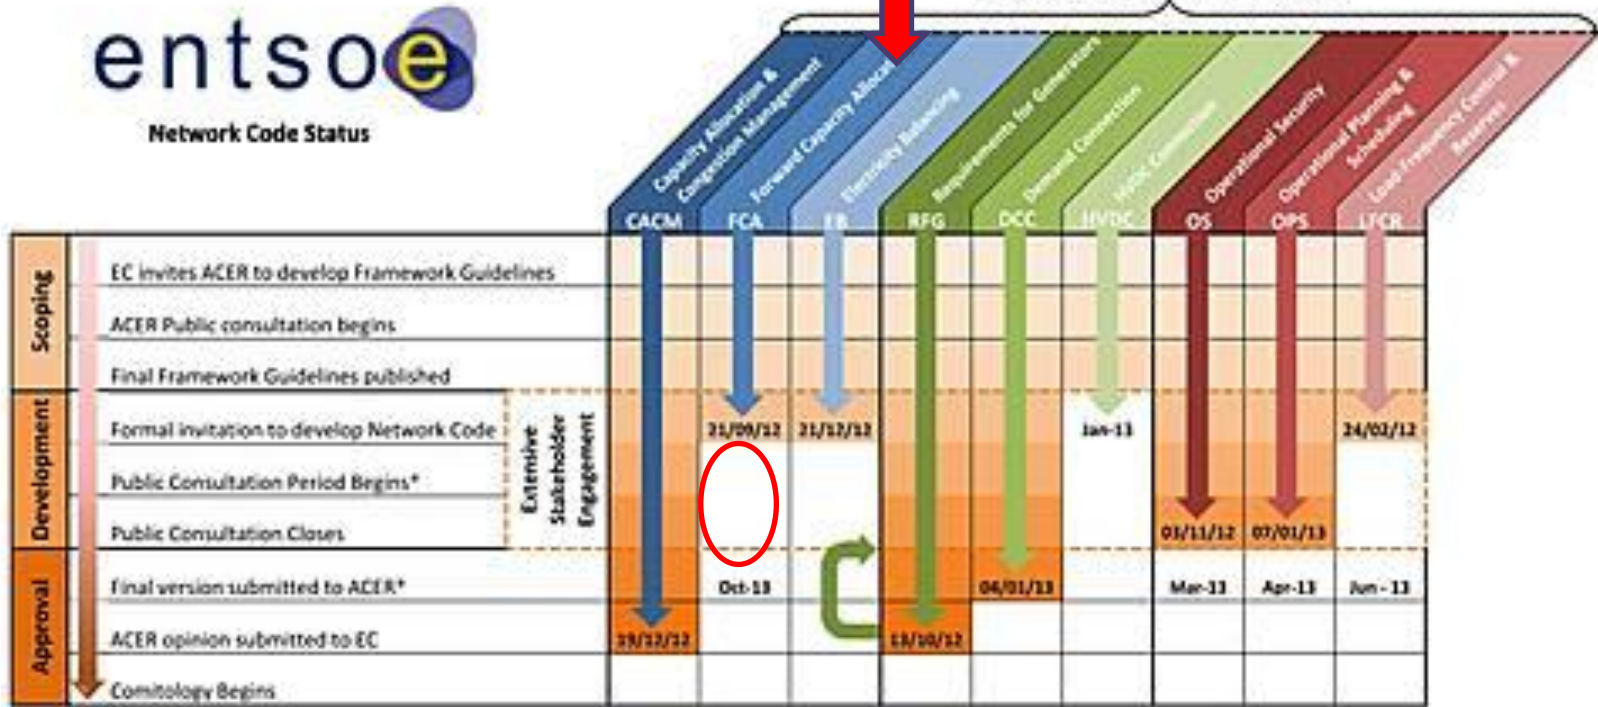 entsoe
Network Code Status
Capacity Allocation &
Congestion Management
Forward Capacity Allocat
Electricity Balancing
Requirements for Generators
Demand Connection
HVDC Connection
Operational Security
Operational Planning &
Scheduling
Load Frequency Control &
Reserves
CACM FCA EB RFG DCC HVDC OS OPS LFCR
Scoping
EC invites ACER to develop Framework Guidelines
ACER Public consultation begins
Final Framework Guidelines published
Development
Formal invitation to develop Network Code 21/09/12 21/12/12 Jan-13 24/02/12
Extensive
Stakeholder
Engagement
Public Consultation Period Begins*
Public Consultation Closes 03/11/12 07/01/13
Approval
Final version submitted to ACER* Oct-13 04/01/13 Mar-13 Apr-13 Jun - 13
ACER opinion submitted to EC 19/12/12 13/10/12
Comitology Begins